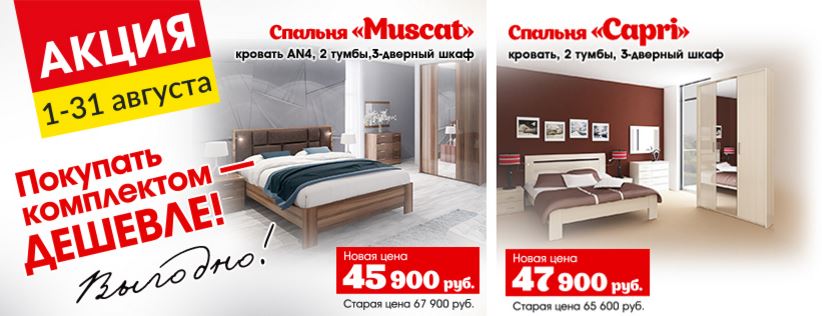 АКЦИЯ
1-31 августа
Покупать
комплектом
ДЕШЕВЛЕ!
Выгодно!
Спальня «Muscat»
кровать AN4, 2 тумбы,3-дверный шкаф
Новая цена
45 900 руб.
Старая цена 67 900 руб.
Спальня «Capri»
кровать, 2 тумбы, 3-дверный шкаф
Новая цена
47 900 руб.
Старая цена 65 600 руб.